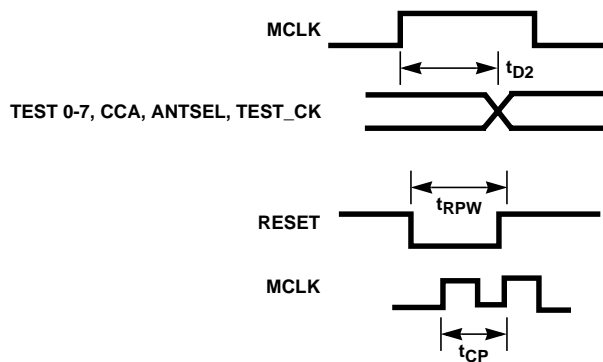 MCLK
tD2
TEST 0-7, CCA, ANTSEL, TEST_CK
tRPW
RESET
MCLK
tCP